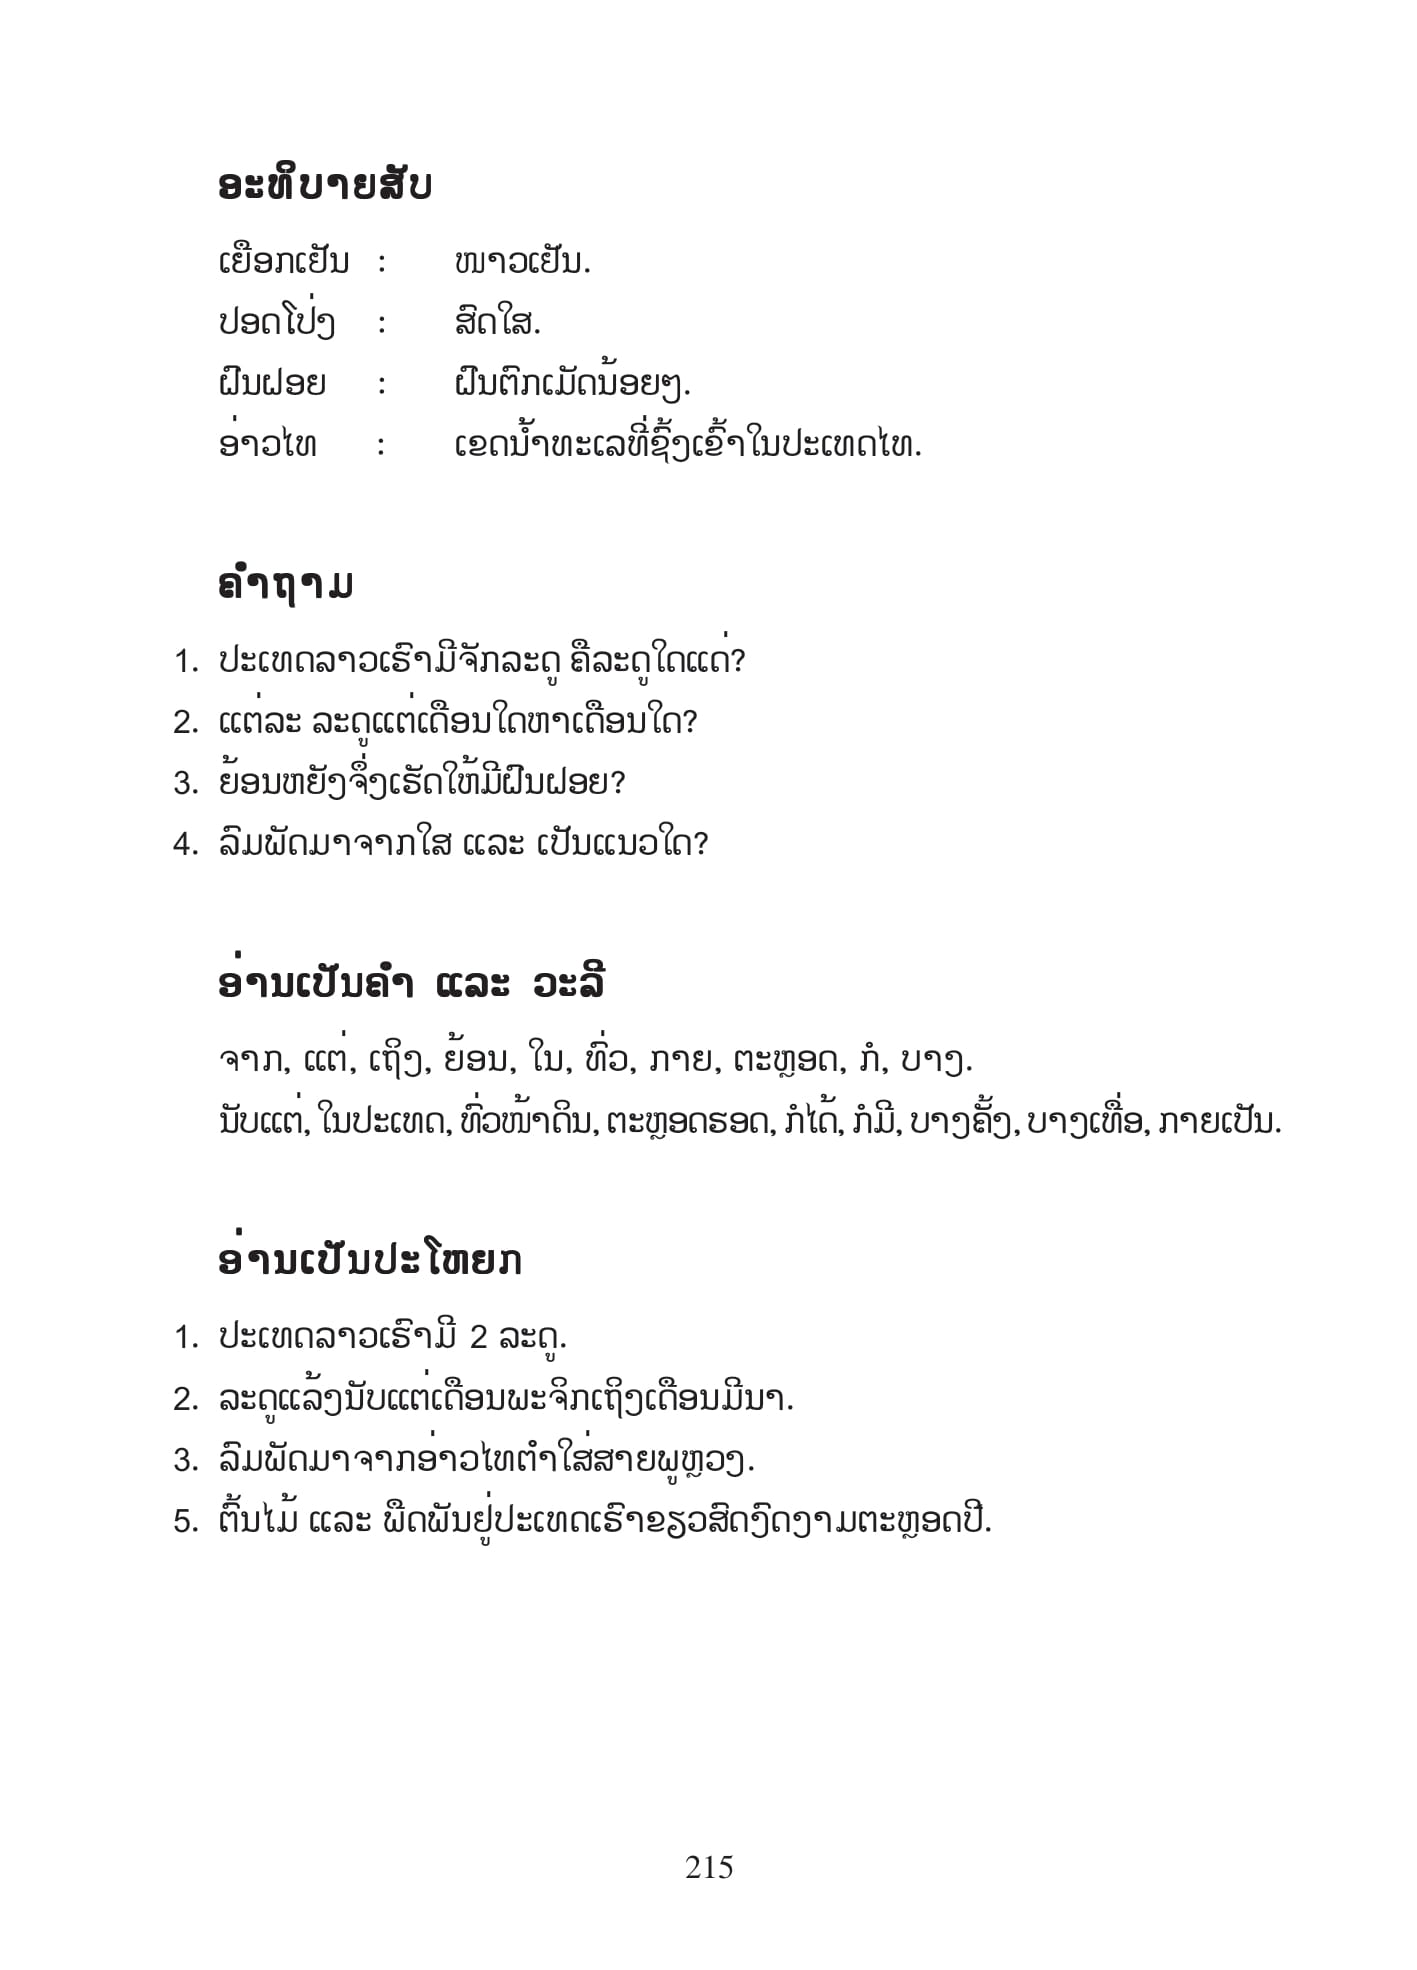 ອະທິບາຍສັບ
ເຍືອກເຢັນ : ໜາວເຢັນ.
ປອດໂປ່ງ : ສົດໃສ.
ຝົນຝອຍ : ຝົນຕົກເມັດນ້ອຍໆ.
ອ່າວໄທ : ເຂດນ້ຳທະເລທີ່ຊົ້ງເຂົ້າໃນປະເທດໄທ.
ຄຳຖາມ
1. ປະເທດລາວເຮົາມີຈັກລະດູ ຄືລະດູໃດແດ່?
2. ແຕ່ລະ ລະດູແຕ່ເດືອນໃດຫາເດືອນໃດ?
3. ຍ້ອນຫຍັງຈຶ່ງເຮັດໃຫ້ມີຝົນຝອຍ?
4. ລົມພັດມາຈາກໃສ ແລະ ເປັນແນວໃດ?
ອ່ານເປັນຄຳ ແລະ ວະລີ
ຈາກ, ແຕ່, ເຖິງ, ຍ້ອນ, ໃນ, ທົ່ວ, ກາຍ, ຕະຫຼອດ, ກໍ, ບາງ.
ນັບແຕ່, ໃນປະເທດ, ທົ່ວໜ້າດິນ, ຕະຫຼອດຮອດ, ກໍໄດ້, ກໍມີ, ບາງຄັ້ງ, ບາງເທື່ອ, ກາຍເປັນ.
ອ່ານເປັນປະໂຫຍກ
1. ປະເທດລາວເຮົາມີ 2 ລະດູ.
2. ລະດູແລ້ງນັບແຕ່ເດືອນພະຈິກເຖິງເດືອນມີນາ.
3. ລົມພັດມາຈາກອ່າວໄທຕຳໃສ່ສາຍພູຫຼວງ.
5. ຕົ້ນໄມ້ ແລະ ພືດພັນຢູ່ປະເທດເຮົາຂຽວສົດງົດງາມຕະຫຼອດປີ.
215